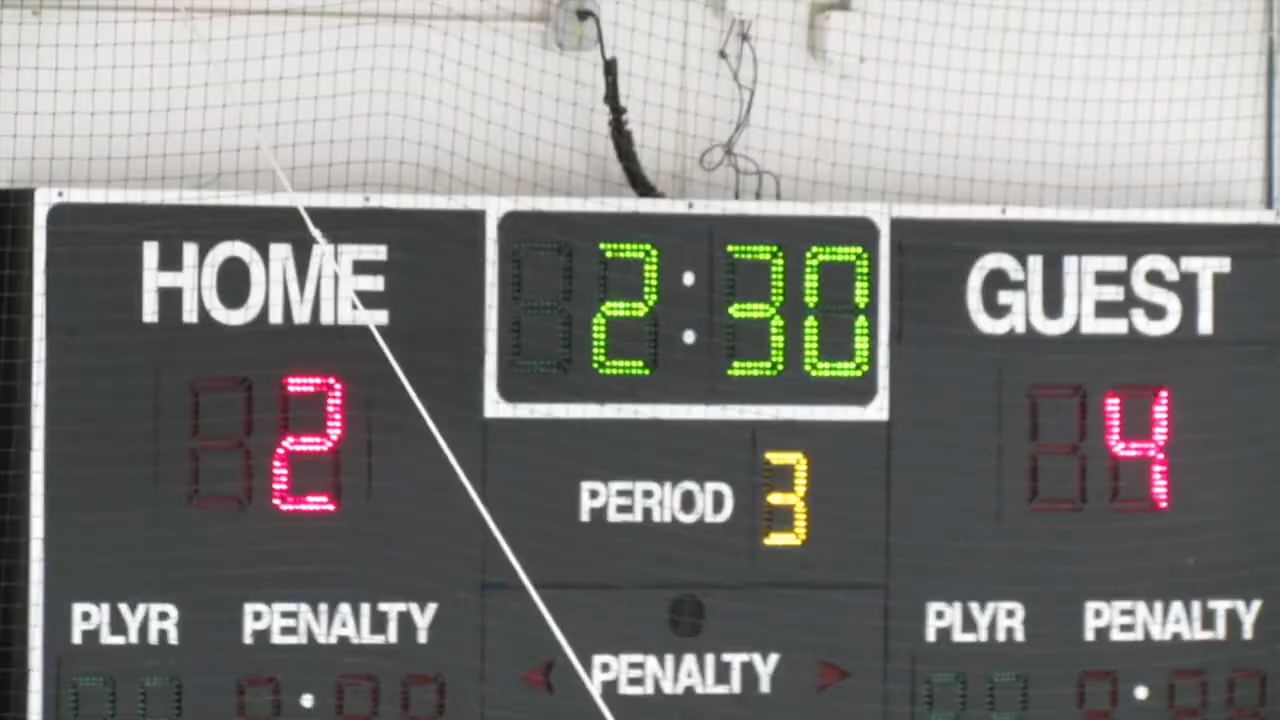 HOME
2:30
GUEST
2
4
PERIOD 3
PLYR PENALTY
PLYR PENALTY
PENALTY